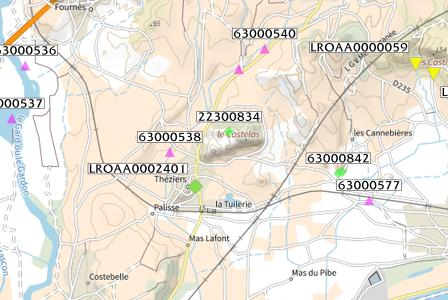 Fournès
63000540
63000536
LROAA0000059
LGV
D235
22300834
le Castelas
63000538
les Cannebières
LROAA0002401
63000842
Théziers
63000577
la Tuilerie
Palisse
Mas Lafont
Costebelle
Mas du Pibe